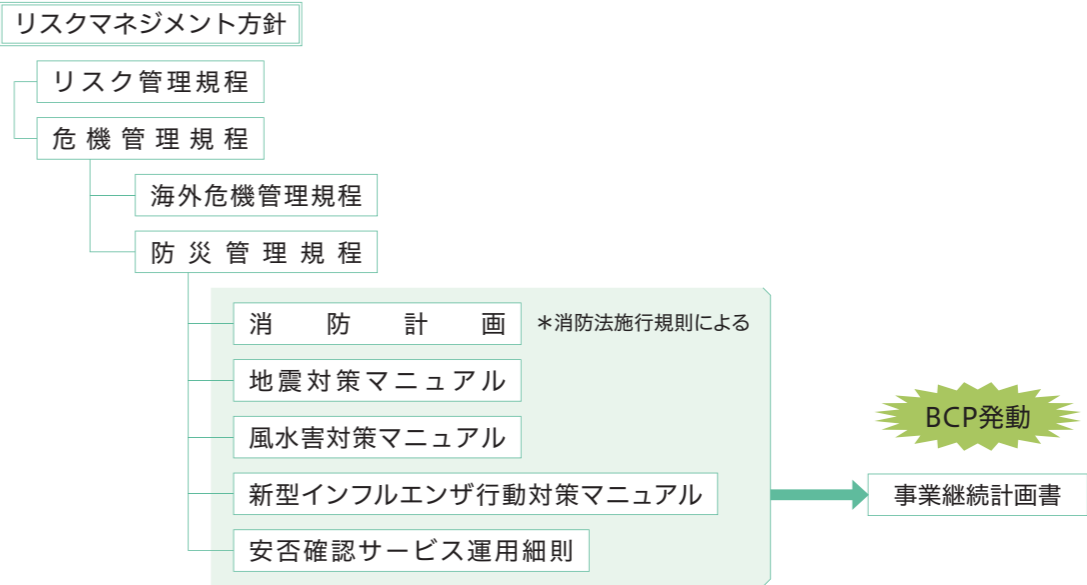 リスクマネジメント方針
リスク管理規程
危機管理規程
海外危機管理規程
防災管理規程
消防計画 ＊消防法施行規則による
地震対策マニュアル
風水害対策マニュアル
新型インフルエンザ行動対策マニュアル
安否確認サービス運用細則
BCP発動
事業継続計画書